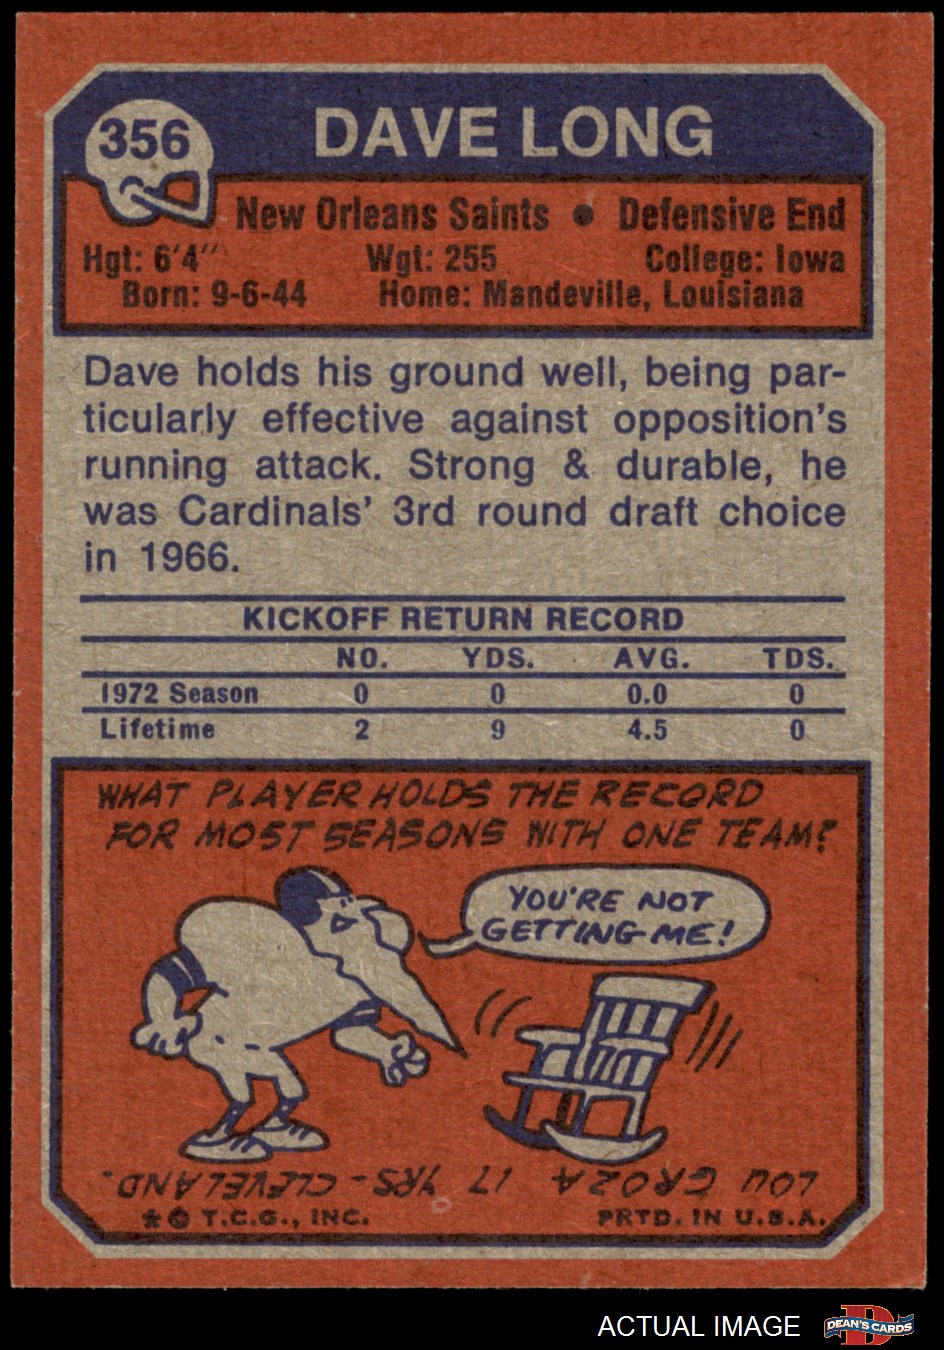 356
DAVE LONG
New Orleans Saints ● Defensive End
Hgt: 6'4" Wgt: 255 College: Iowa
Born: 9-6-44 Home: Mandeville, Louisiana
Dave holds his ground well, being par-
ticularly effective against opposition's
running attack. Strong & durable, he
was Cardinals' 3rd round draft choice
in 1966.
KICKOFF RETURN RECORD
NO. YDS. AVG. TDS.
1972 Season 0 0 0.0 0
Lifetime 2 9 4.5 0
WHAT PLAYER HOLDS THE RECORD
FOR MOST SEASONS WITH ONE TEAM?
YOU'RE NOT
GETTING ME!
LOU GROZA 17 YRS-CLEVELAND.
* © T.C.G., INC. PRTD. IN U.S.A.
ACTUAL IMAGE
DEAN'S CARDS